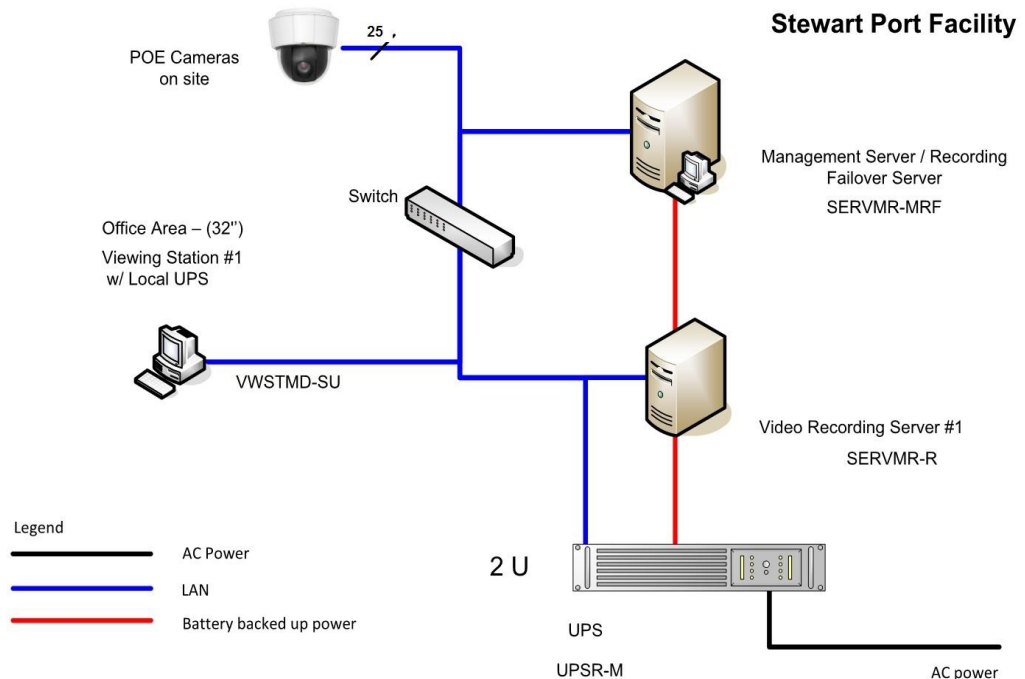 Stewart Port Facility
25 ,
POE Cameras
on site
Management Server / Recording
Failover Server
SERVMR-MRF
Switch
Office Area – (32")
Viewing Station #1
w/ Local UPS
VWSTMD-SU
Video Recording Server #1
SERVMR-R
Legend
AC Power
LAN
Battery backed up power
2 U
UPS
UPSR-M
AC power